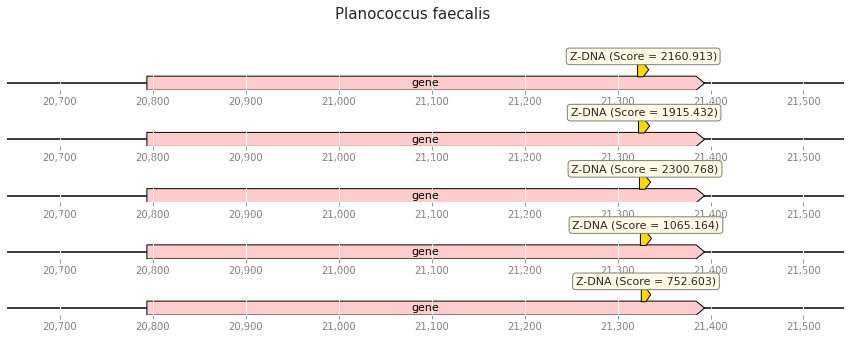 Planococcus faecalis
Z-DNA (Score = 2160.913)
gene
20,700 20,800 20,900 21,000 21,100 21,200 21,300 21,400 21,500
Z-DNA (Score = 1915.432)
gene
20,700 20,800 20,900 21,000 21,100 21,200 21,300 21,400 21,500
Z-DNA (Score = 2300.768)
gene
20,700 20,800 20,900 21,000 21,100 21,200 21,300 21,400 21,500
Z-DNA (Score = 1065.164)
gene
20,700 20,800 20,900 21,000 21,100 21,200 21,300 21,400 21,500
Z-DNA (Score = 752.603)
gene
20,700 20,800 20,900 21,000 21,100 21,200 21,300 21,400 21,500